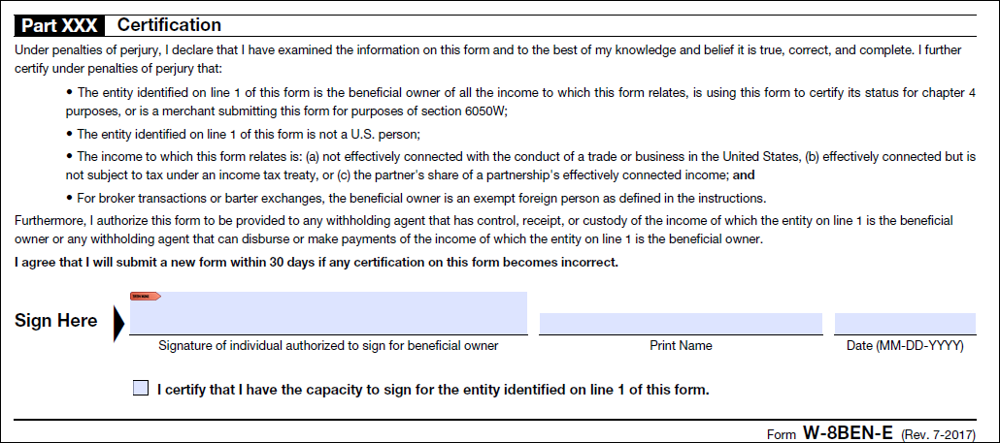 Part XXX Certification
Under penalties of perjury, I declare that I have examined the information on this form and to the best of my knowledge and belief it is true, correct, and complete. I further
certify under penalties of perjury that:
• The entity identified on line 1 of this form is the beneficial owner of all the income to which this form relates, is using this form to certify its status for chapter 4
purposes, or is a merchant submitting this form for purposes of section 6050W;
• The entity identified on line 1 of this form is not a U.S. person;
• The income to which this form relates is: (a) not effectively connected with the conduct of a trade or business in the United States, (b) effectively connected but is
not subject to tax under an income tax treaty, or (c) the partner's share of a partnership's effectively connected income; and
• For broker transactions or barter exchanges, the beneficial owner is an exempt foreign person as defined in the instructions.
Furthermore, I authorize this form to be provided to any withholding agent that has control, receipt, or custody of the income of which the entity on line 1 is the beneficial
owner or any withholding agent that can disburse or make payments of the income of which the entity on line 1 is the beneficial owner.
I agree that I will submit a new form within 30 days if any certification on this form becomes incorrect.
Sign Here
Signature of individual authorized to sign for beneficial owner
Print Name
Date (MM-DD-YYYY)
I certify that I have the capacity to sign for the entity identified on line 1 of this form.
Form W-8BEN-E (Rev. 7-2017)